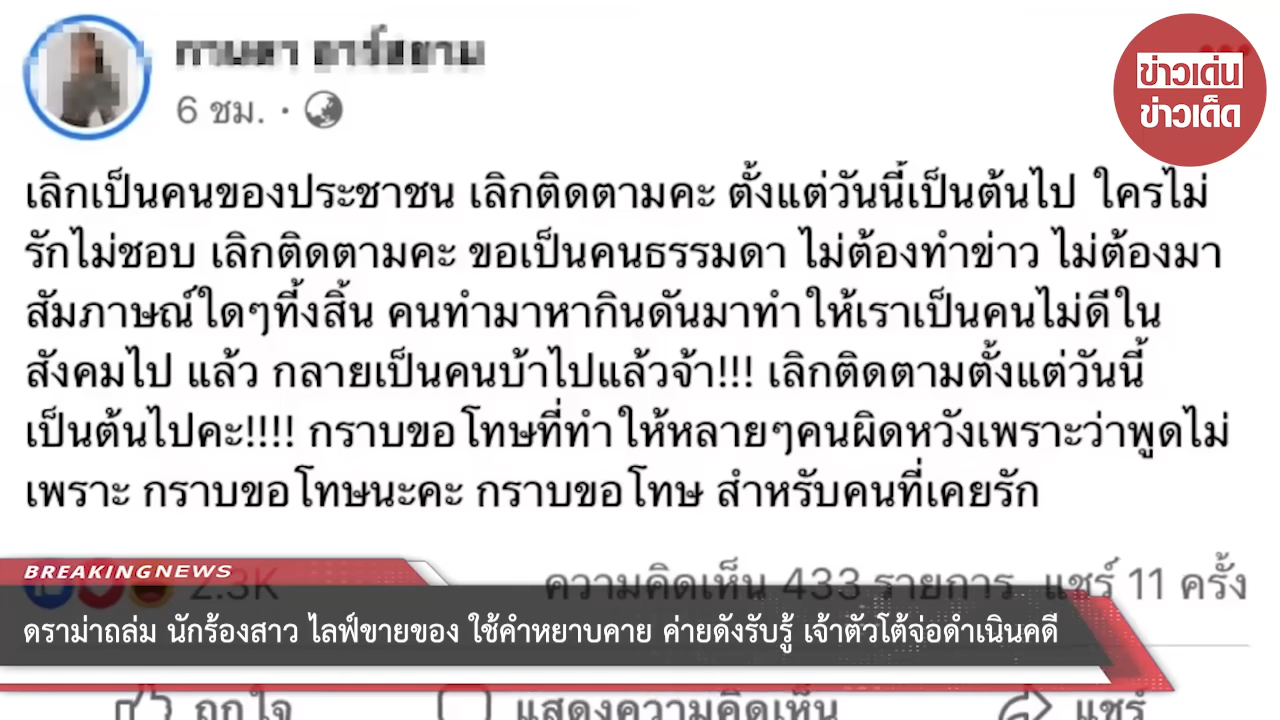 ข่าวเด่น
ข่าวเด็ด
6 ชม.
เลิกเป็นคนของประชาชน เลิกติดตามคะ ตั้งแต่วันนี้เป็นต้นไป ใครไม่
รักไม่ชอบ เลิกติดตามคะ ขอเป็นคนธรรมดา ไม่ต้องทำข่าว ไม่ต้องมา
สัมภาษณ์ใดๆทั้งสิ้น คนทำมาหากินดันมาทำให้เราเป็นคนไม่ดีใน
สังคมไป แล้ว กลายเป็นคนบ้าไปแล้วจ้า!!! เลิกติดตามตั้งแต่วันนี้
เป็นต้นไปคะ!!!! กราบขอโทษที่ทำให้หลายๆคนผิดหวังเพราะว่าพูดไม่
เพราะ กราบขอโทษนะคะ กราบขอโทษ สำหรับคนที่เคยรัก
BREAKINGNEWS
2.3K ความคิดเห็น 433 รายการ แชร์ 11 ครั้ง
ดราม่าถล่ม นักร้องสาว ไลฟ์ขายของ ใช้คำหยาบคาย ค่ายดังรับรู้ เจ้าตัวโต้จ่อดำเนินคดี
ถูกใจ แสดงความคิดเห็น แชร์